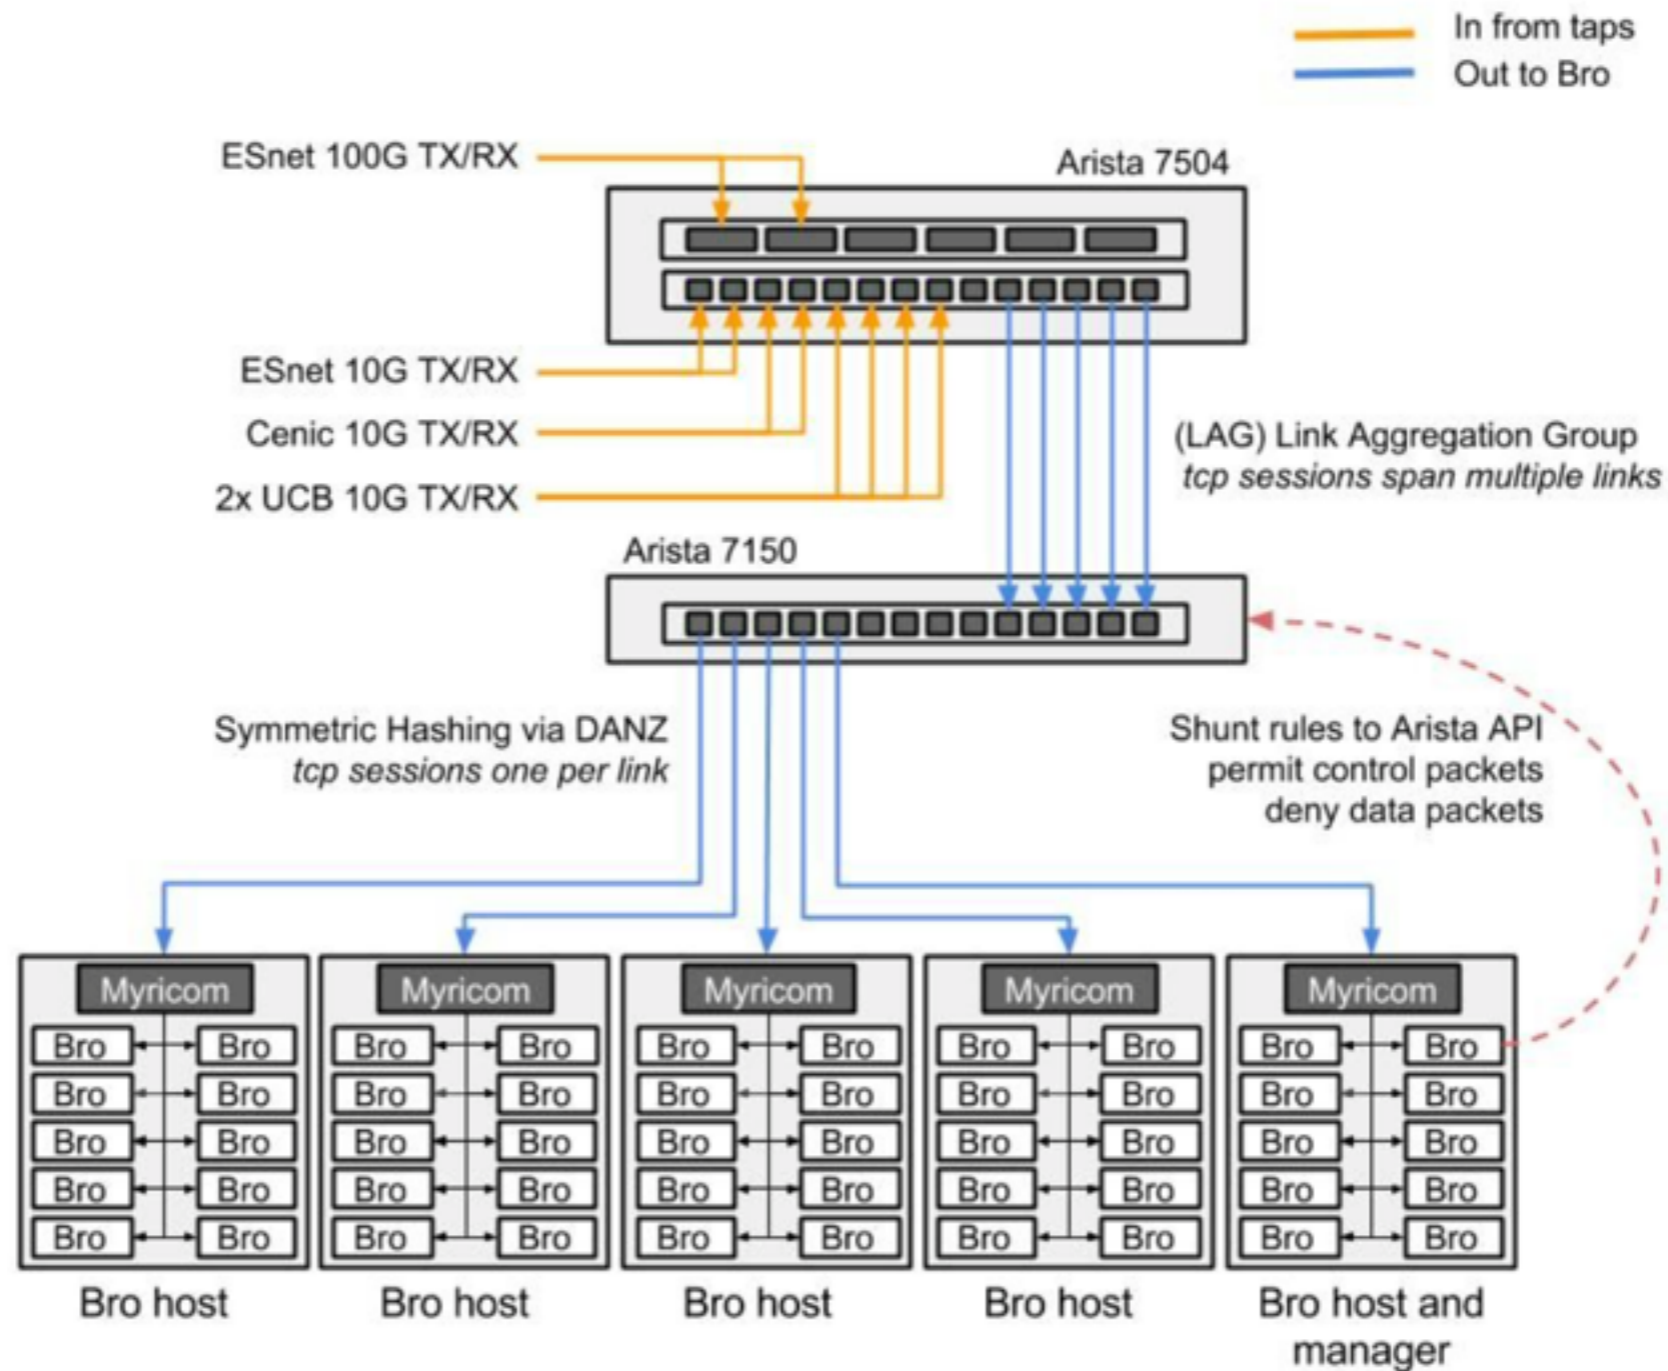 In from taps
Out to Bro
ESnet 100G TX/RX
Arista 7504
ESnet 10G TX/RX
Cenic 10G TX/RX
2x UCB 10G TX/RX
(LAG) Link Aggregation Group
tcp sessions span multiple links
Arista 7150
Symmetric Hashing via DANZ
tcp sessions one per link
Shunt rules to Arista API
permit control packets
deny data packets
Myricom Myricom Myricom Myricom Myricom
Bro Bro Bro Bro Bro Bro Bro Bro Bro Bro
Bro Bro Bro Bro Bro Bro Bro Bro Bro Bro
Bro Bro Bro Bro Bro Bro Bro Bro Bro Bro
Bro Bro Bro Bro Bro Bro Bro Bro Bro Bro
Bro Bro Bro Bro Bro Bro Bro Bro Bro Bro
Bro host Bro host Bro host Bro host Bro host and
manager